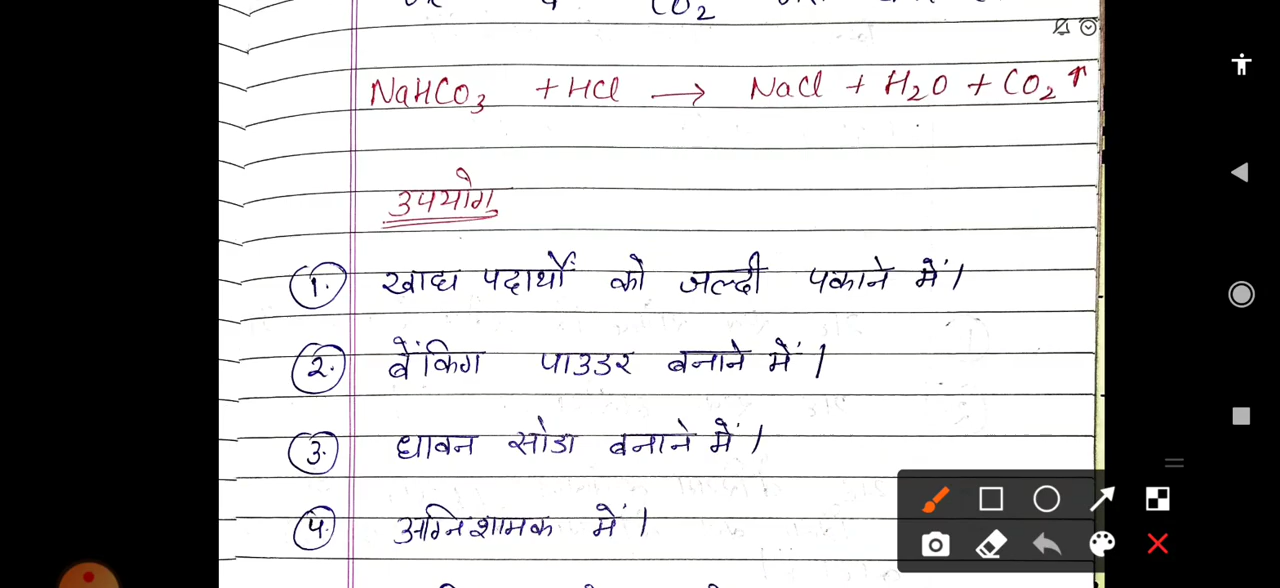 CO2
NaHCO3 + HCl → NaCl + H2O + CO2 ↑
उपयोग
1. खाद्य पदार्थों को जल्दी पकाने में।
2. बेंकिग पाउडर बनाने में।
3. धावन सोडा बनाने में।
4. अग्निशामक में।